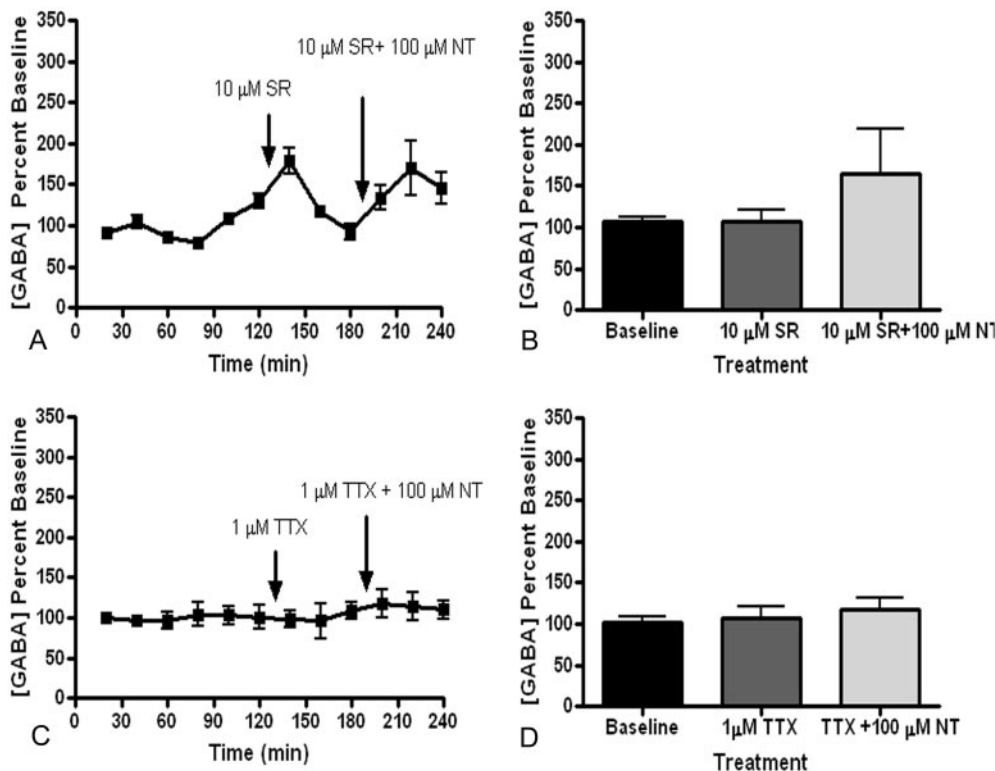 [GABA] Percent Baseline
350
300
250
200
150
100
50
0
10 μM SR
10 μM SR+ 100 μM NT
0 30 60 90 120 150 180 210 240
A
Time (min)
[GABA] Percent Baseline
350
300
250
200
150
100
50
0
Baseline 10 μM SR 10 μM SR+100 μM NT
B
Treatment
[GABA] Percent Baseline
350
300
250
200
150
100
50
0
1 μM TTX
1 μM TTX + 100 μM NT
0 30 60 90 120 150 180 210 240
C
Time (min)
[GABA] Percent Baseline
350
300
250
200
150
100
50
0
Baseline 1μM TTX TTX +100 μM NT
D
Treatment